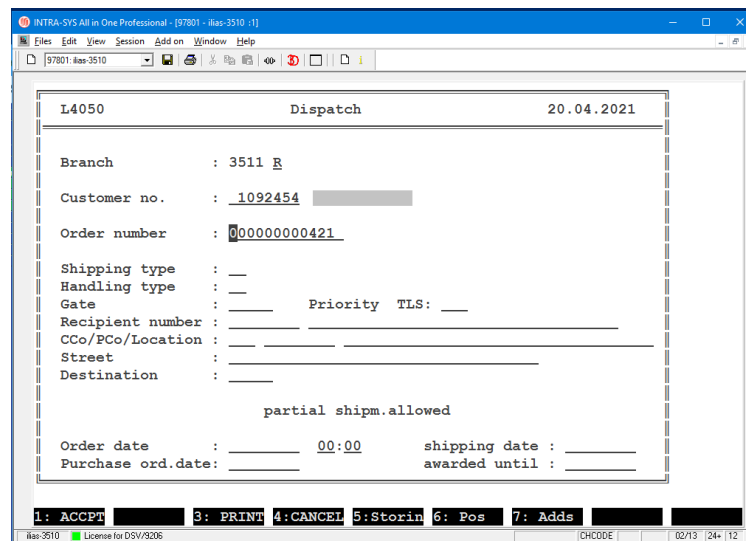 INTRA-SYS All in One Professional - [97801 - ilias-3510 :1]
Files Edit View Session Add on Window Help
97801: ilias-3510
L4050 Dispatch 20.04.2021
Branch : 3511 R
Customer no. : 1092454
Order number : 000000000421
Shipping type :
Handling type :
Gate : Priority TLS:
Recipient number :
CCo/PCo/Location :
Street :
Destination :
partial shipm.allowed
Order date : 00:00 shipping date :
Purchase ord.date: awarded until :
1: ACCPT 3: PRINT 4:CANCEL 5:Storin 6: Pos 7: Adds
ilias-3510 License for DSV/9206 CHCODE 02/13 24+ 12